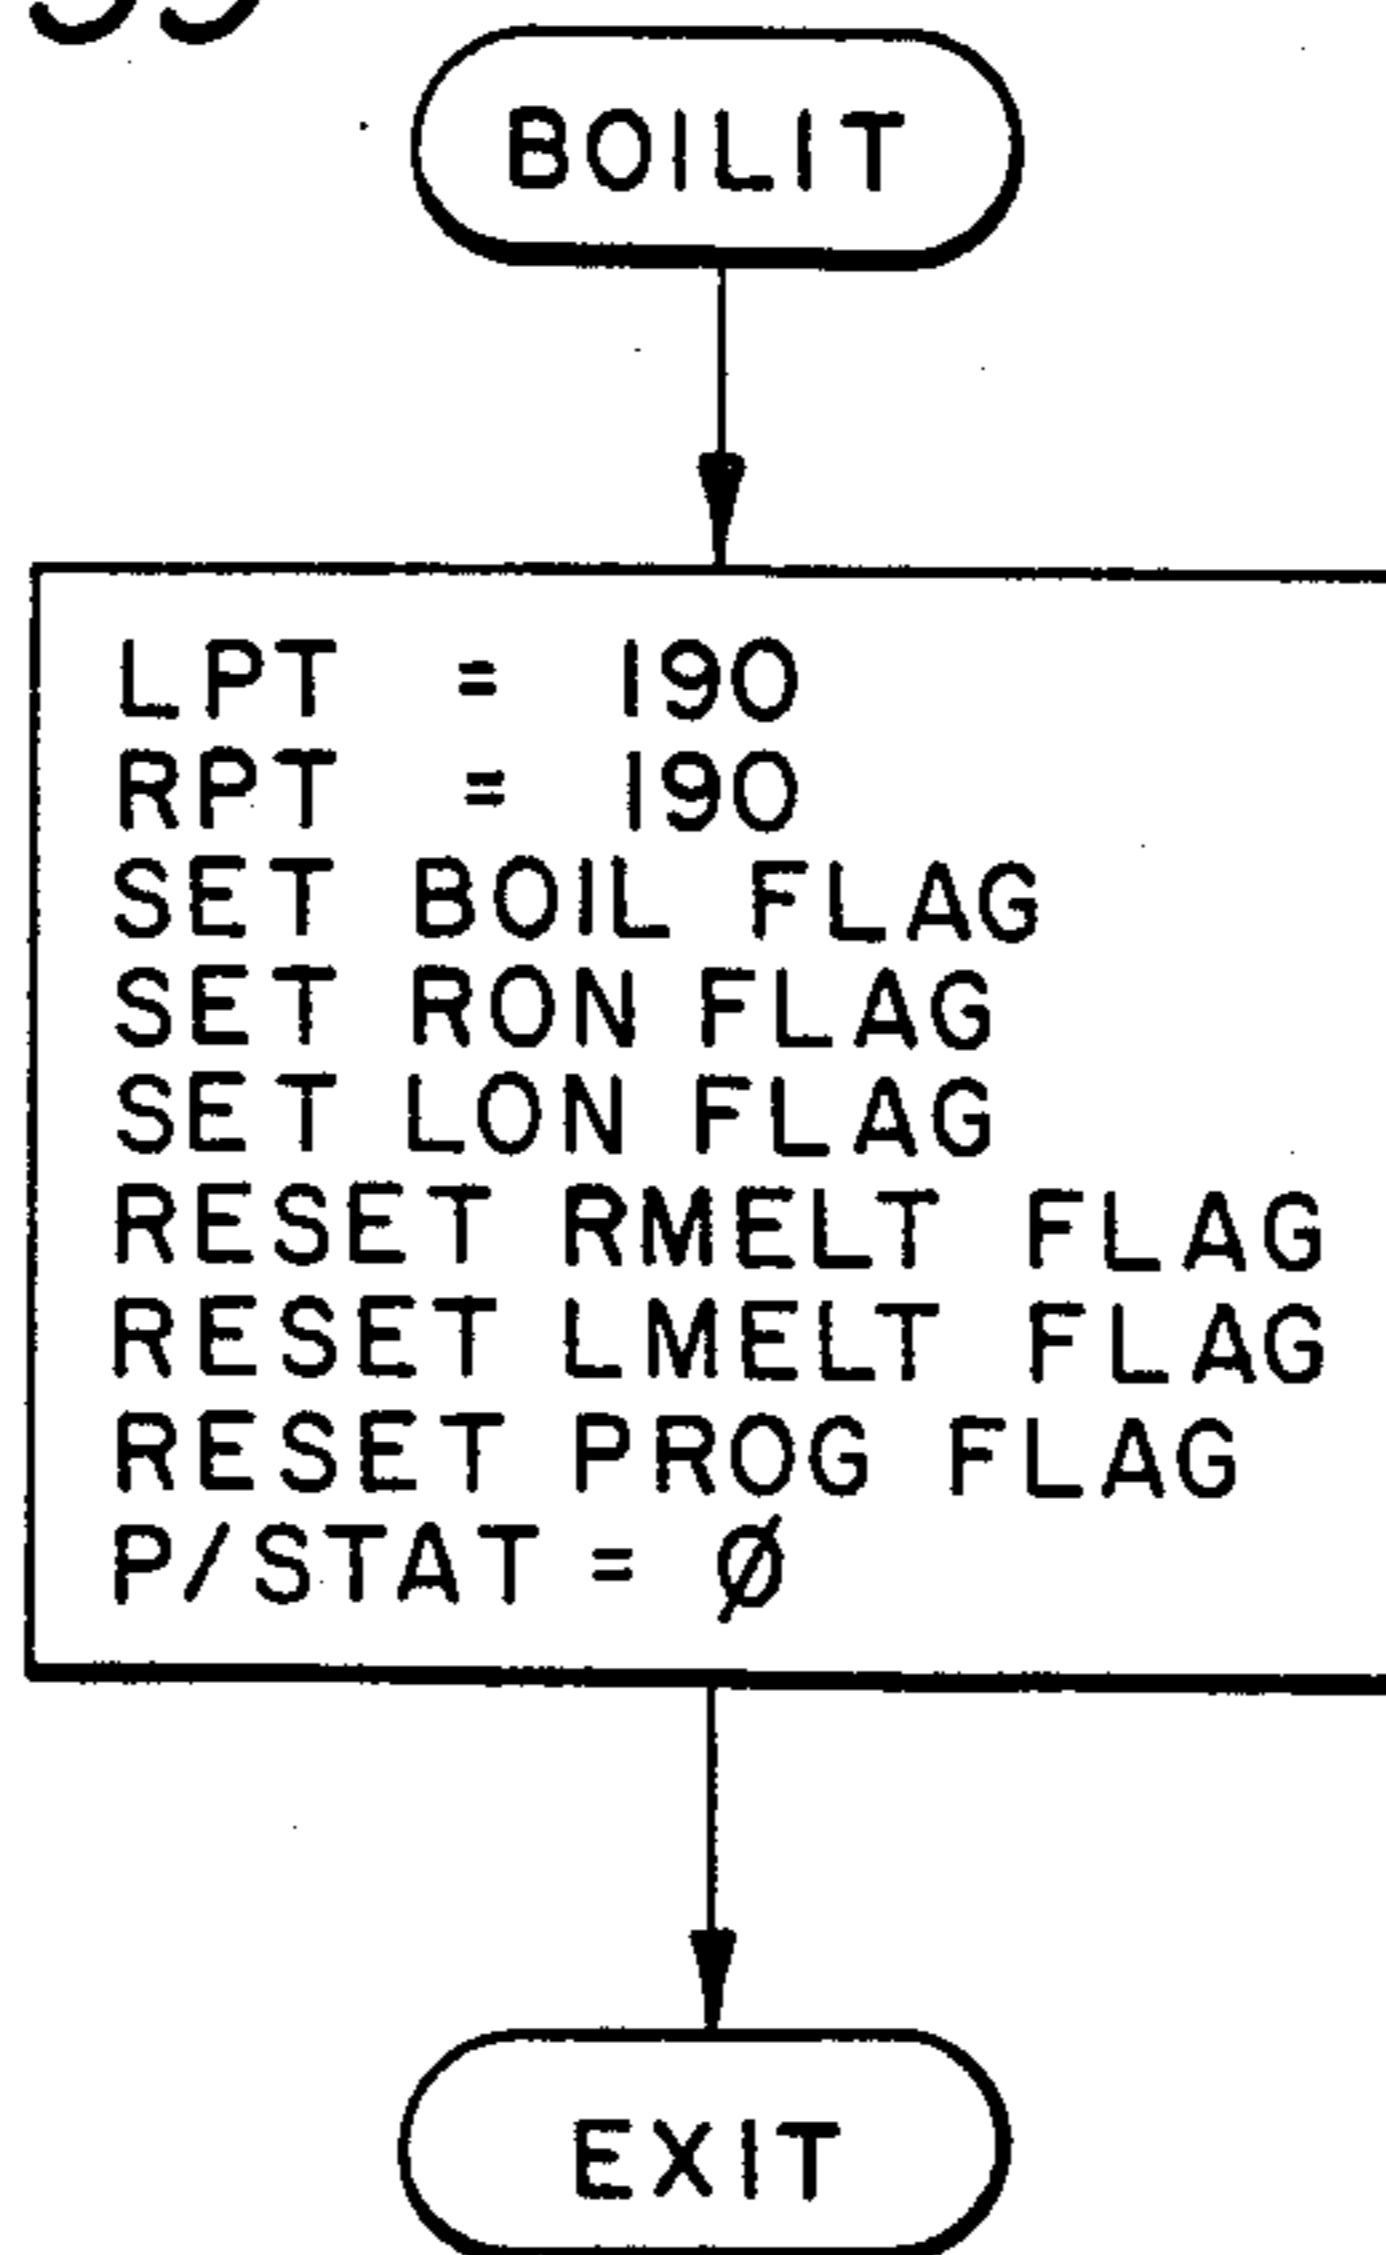 BOILIT
LPT = 190
RPT = 190
SET BOIL FLAG
SET RON FLAG
SET LON FLAG
RESET RMELT FLAG
RESET LMELT FLAG
RESET PROG FLAG
P/STAT = Ø
EXIT